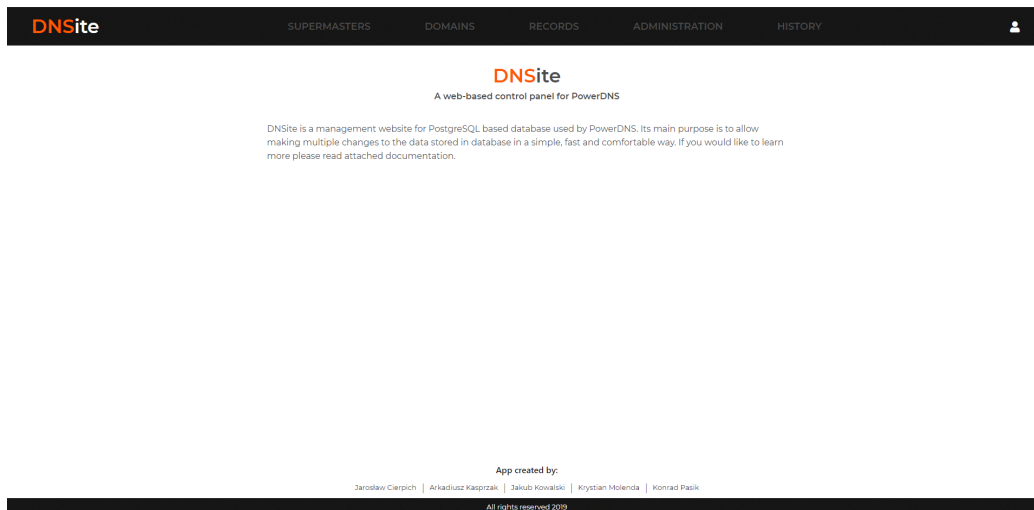 DNSite
SUPERMASTERS DOMAINS RECORDS ADMINISTRATION HISTORY
DNSite
A web-based control panel for PowerDNS
DNSite is a management website for PostgreSQL based database used by PowerDNS. Its main purpose is to allow
making multiple changes to the data stored in database in a simple, fast and comfortable way. If you would like to learn
more please read attached documentation.
App created by:
Jarosław Cierpich | Arkadiusz Kasprzak | Jakub Kowalski | Krystian Molenda | Konrad Pasik
All rights reserved 2019